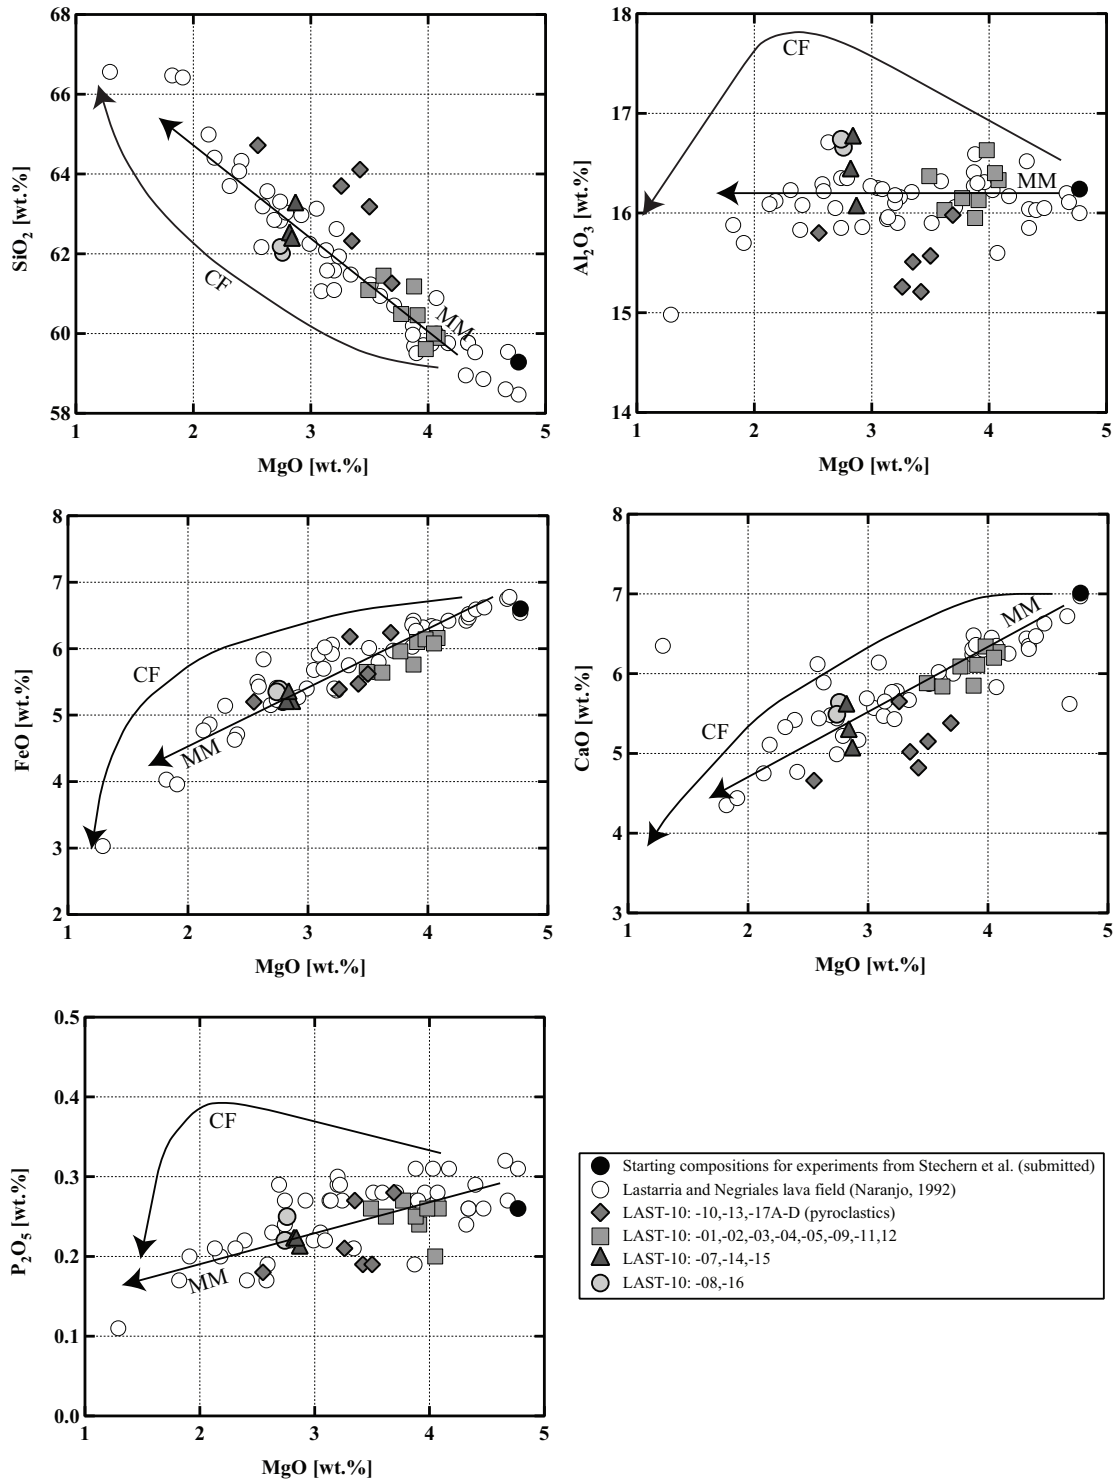 68
66
64
62
60
58
SiO2 [wt.%]
CF
MM
1 2 3 4 5
MgO [wt.%]
18
17
16
15
14
Al2O3 [wt.%]
CF
MM
1 2 3 4 5
MgO [wt.%]
8
7
6
5
4
3
2
FeO [wt.%]
CF
MM
1 2 3 4 5
MgO [wt.%]
8
7
6
5
4
3
CaO [wt.%]
MM
CF
1 2 3 4 5
MgO [wt.%]
0.5
0.4
0.3
0.2
0.1
0.0
P2O5 [wt.%]
CF
MM
1 2 3 4 5
MgO [wt.%]
Starting compositions for experiments from Stechern et al. (submitted)
Lastarria and Negriales lava field (Naranjo, 1992)
LAST-10: -10,-13,-17A-D (pyroclastics)
LAST-10: -01,-02,-03,-04,-05,-09,-11,12
LAST-10: -07,-14,-15
LAST-10: -08,-16